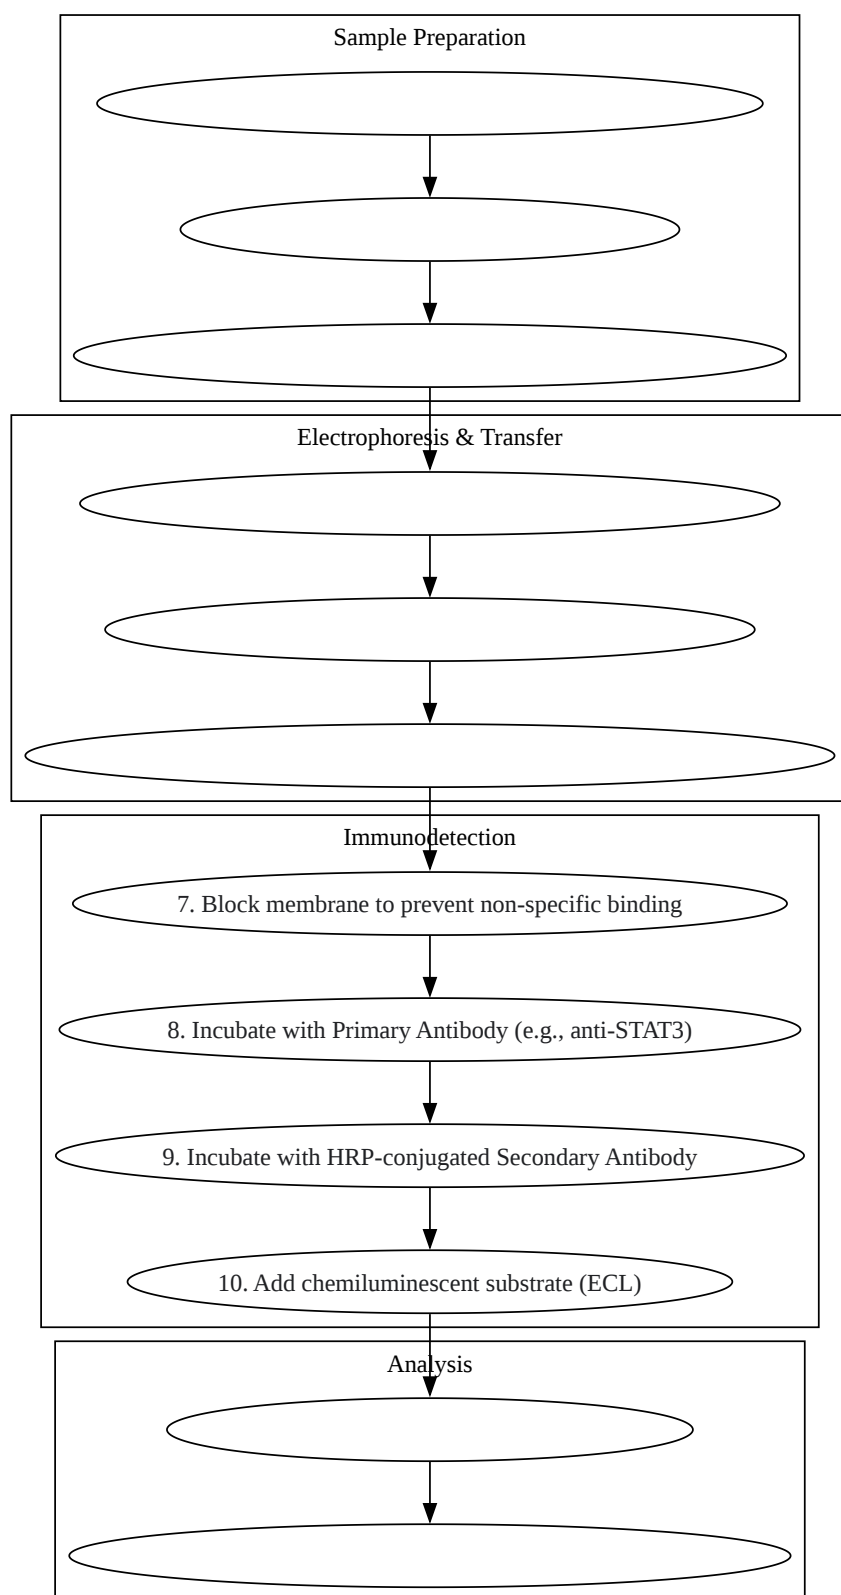 Sample Preparation
Electrophoresis & Transfer
Immunodetection
7. Block membrane to prevent non-specific binding
8. Incubate with Primary Antibody (e.g., anti-STAT3)
9. Incubate with HRP-conjugated Secondary Antibody
10. Add chemiluminescent substrate (ECL)
Analysis